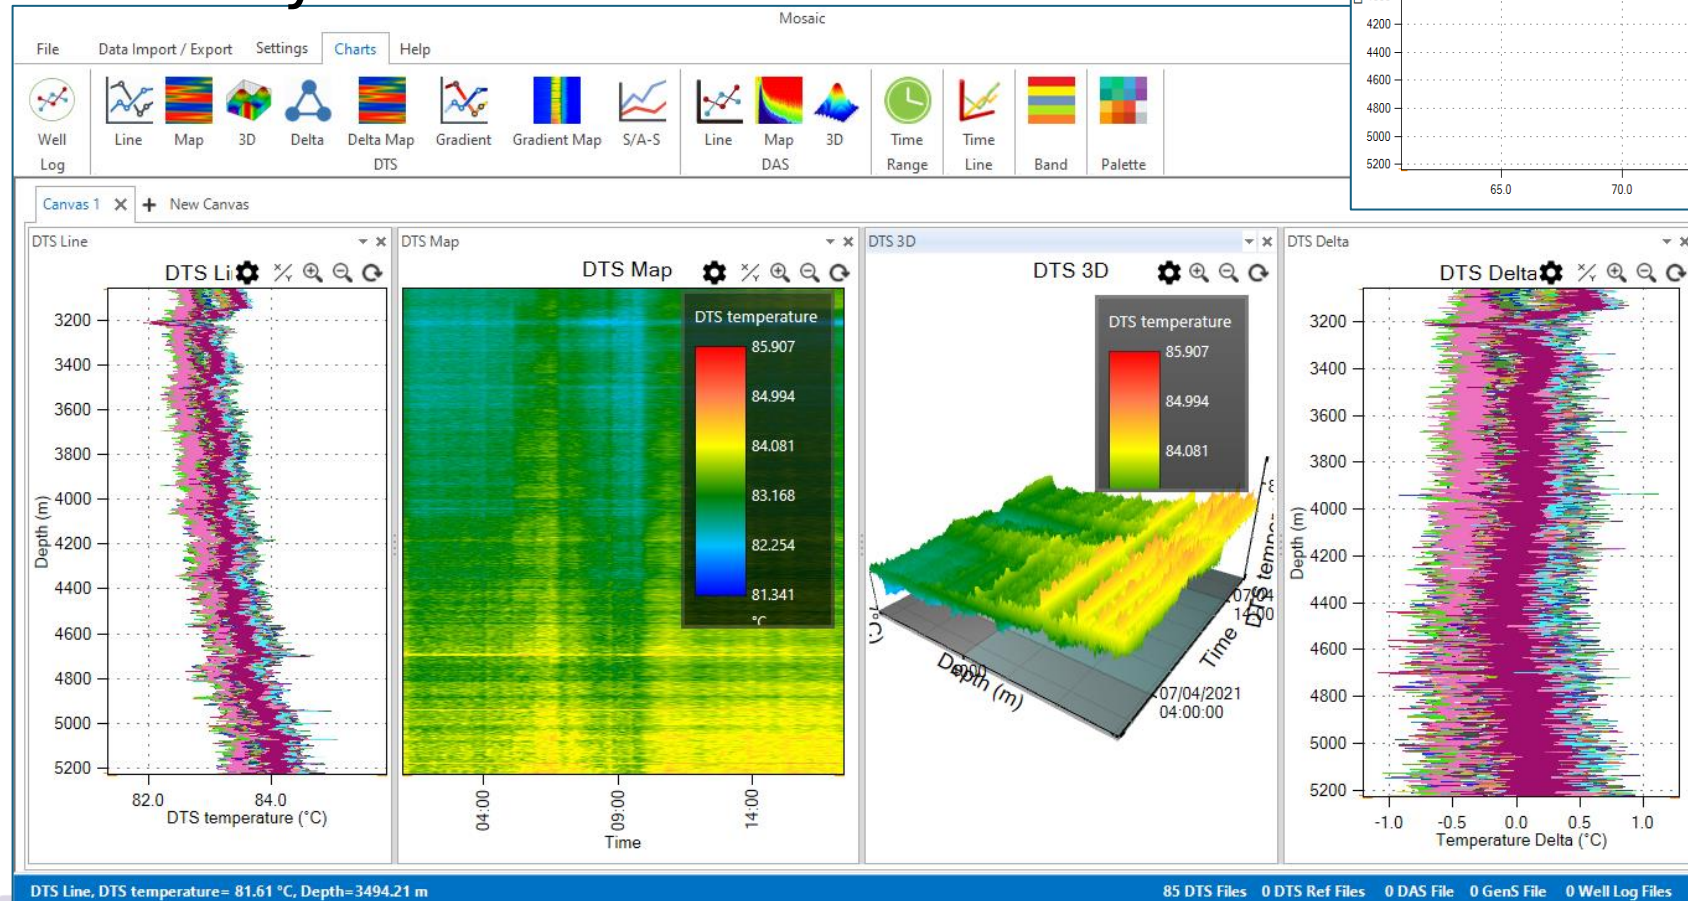 Mosaic
File Data Import / Export Settings Charts Help
Well Log
Line Map 3D Delta Delta Map Gradient Gradient Map S/A-S
DTS
Line Map 3D
DAS
Time Range
Time Line
Band
Palette
4200
4400
4600
4800
5000
5200
65.0 70.0
Canvas 1 New Canvas
DTS Line
DTS Li
3200
3400
3600
3800
4000
4200
4400
4600
4800
5000
5200
Depth (m)
82.0 84.0
DTS temperature (°C)
DTS Map
DTS Map
DTS temperature
85.907
84.994
84.081
83.168
82.254
81.341
°C
04:00 09:00 14:00
Time
DTS 3D
DTS 3D
DTS temperature
85.907
84.994
84.081
Depth (m)
Time
07/04/2021
04:00:00
DTS Delta
DTS Delta
3200
3400
3600
3800
4000
4200
4400
4600
4800
5000
5200
Depth (m)
-1.0 -0.5 0.0 0.5 1.0
Temperature Delta (°C)
DTS Line, DTS temperature= 81.61 °C, Depth=3494.21 m
85 DTS Files 0 DTS Ref Files 0 DAS File 0 GenS File 0 Well Log Files